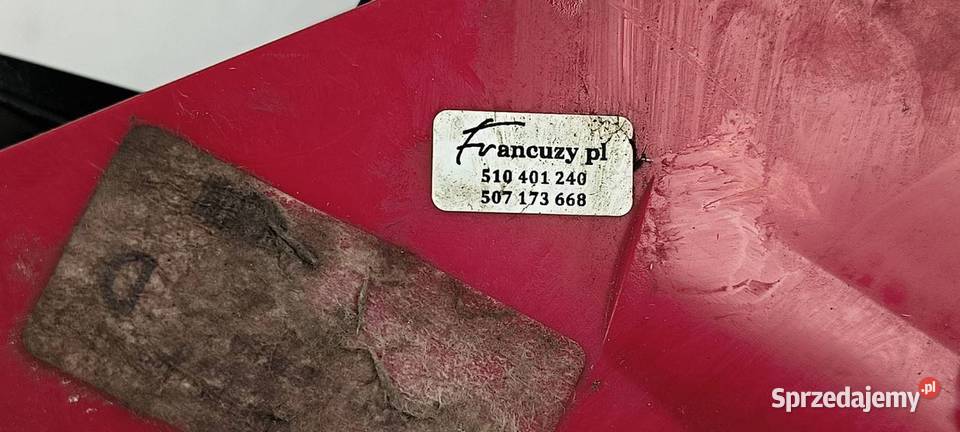 Francuzy pl
510 401 240
507 173 668
D
Sprzedajemy.pl